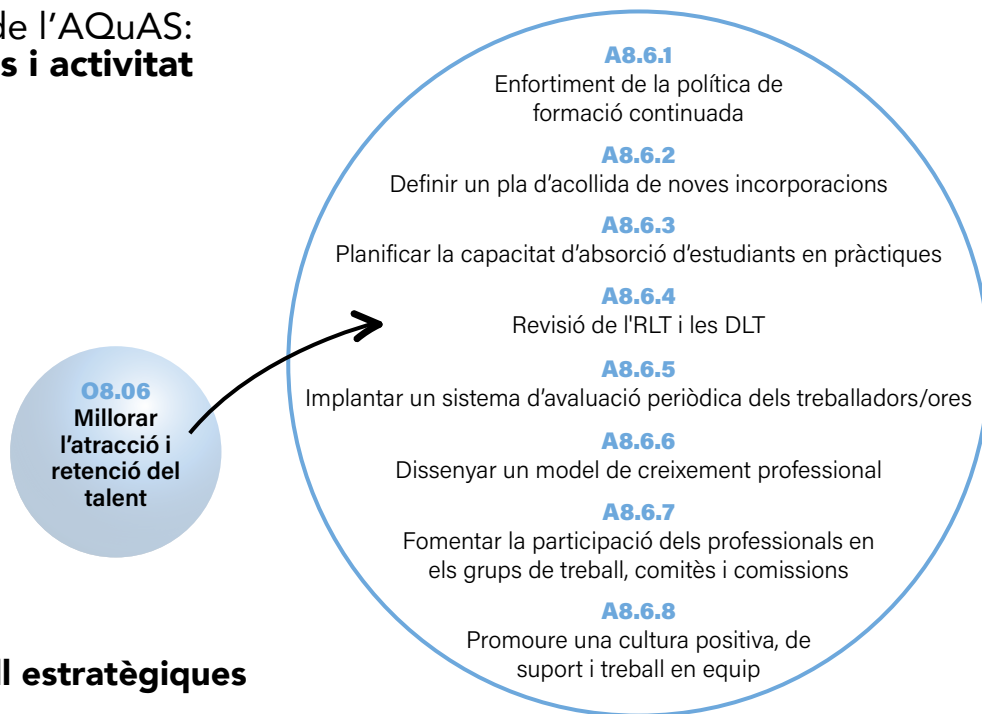 de l'AQuAS:
s i activitat
A8.6.1
Enfortiment de la política de
formació continuada
A8.6.2
Definir un pla d'acollida de noves incorporacions
A8.6.3
Planificar la capacitat d'absorció d'estudiants en pràctiques
A8.6.4
Revisió de l'RLT i les DLT
A8.6.5
Implantar un sistema d'avaluació periòdica dels treballadors/ores
A8.6.6
Dissenyar un model de creixement professional
A8.6.7
Fomentar la participació dels professionals en
els grups de treball, comitès i comissions
A8.6.8
Promoure una cultura positiva, de
suport i treball en equip
O8.06
Millorar
l'atracció i
retenció del
talent
ll estratègiques